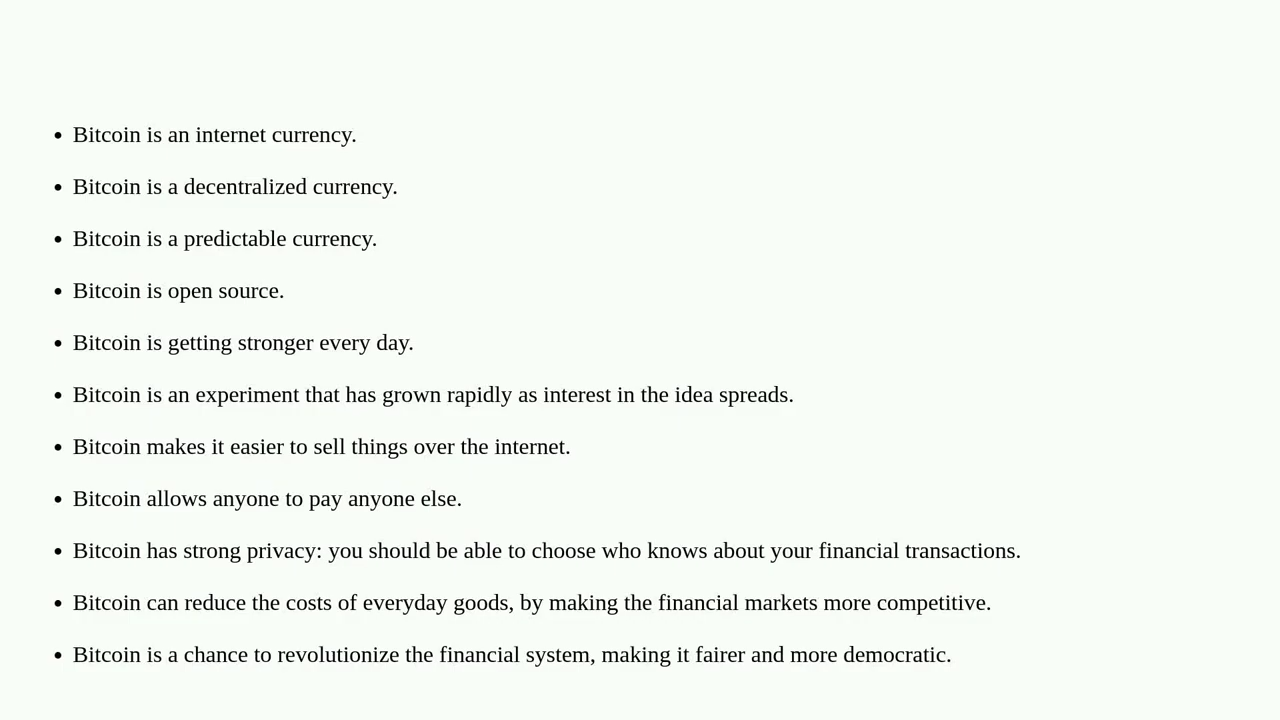 • Bitcoin is an internet currency.
• Bitcoin is a decentralized currency.
• Bitcoin is a predictable currency.
• Bitcoin is open source.
• Bitcoin is getting stronger every day.
• Bitcoin is an experiment that has grown rapidly as interest in the idea spreads.
• Bitcoin makes it easier to sell things over the internet.
• Bitcoin allows anyone to pay anyone else.
• Bitcoin has strong privacy: you should be able to choose who knows about your financial transactions.
• Bitcoin can reduce the costs of everyday goods, by making the financial markets more competitive.
• Bitcoin is a chance to revolutionize the financial system, making it fairer and more democratic.